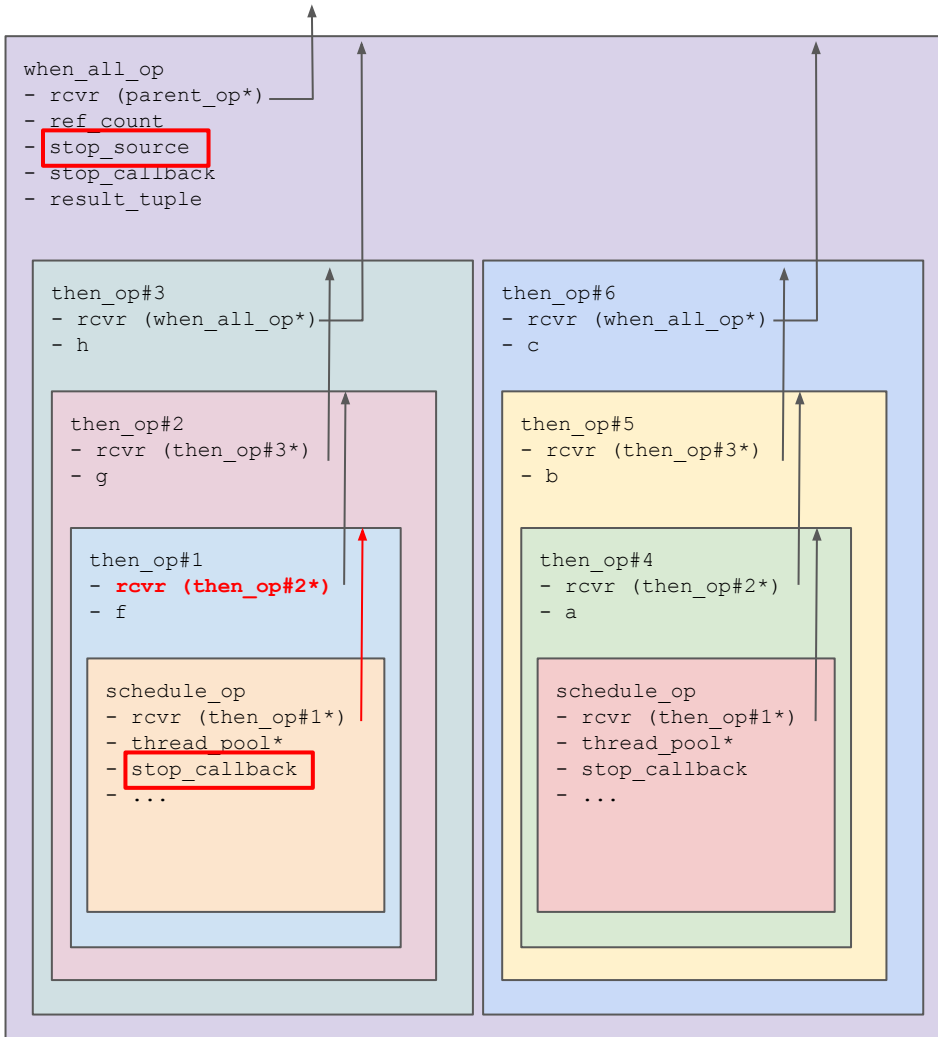 when_all_op
- rcvr (parent_op*)
- ref_count
- stop_source
- stop_callback
- result_tuple
then_op#3
- rcvr (when_all_op*)
- h
then_op#2
- rcvr (then_op#3*)
- g
then_op#1
- rcvr (then_op#2*)
- f
schedule_op
- rcvr (then_op#1*)
- thread_pool*
- stop_callback
- ...
then_op#6
- rcvr (when_all_op*)
- c
then_op#5
- rcvr (then_op#3*)
- b
then_op#4
- rcvr (then_op#2*)
- a
schedule_op
- rcvr (then_op#1*)
- thread_pool*
- stop_callback
- ...